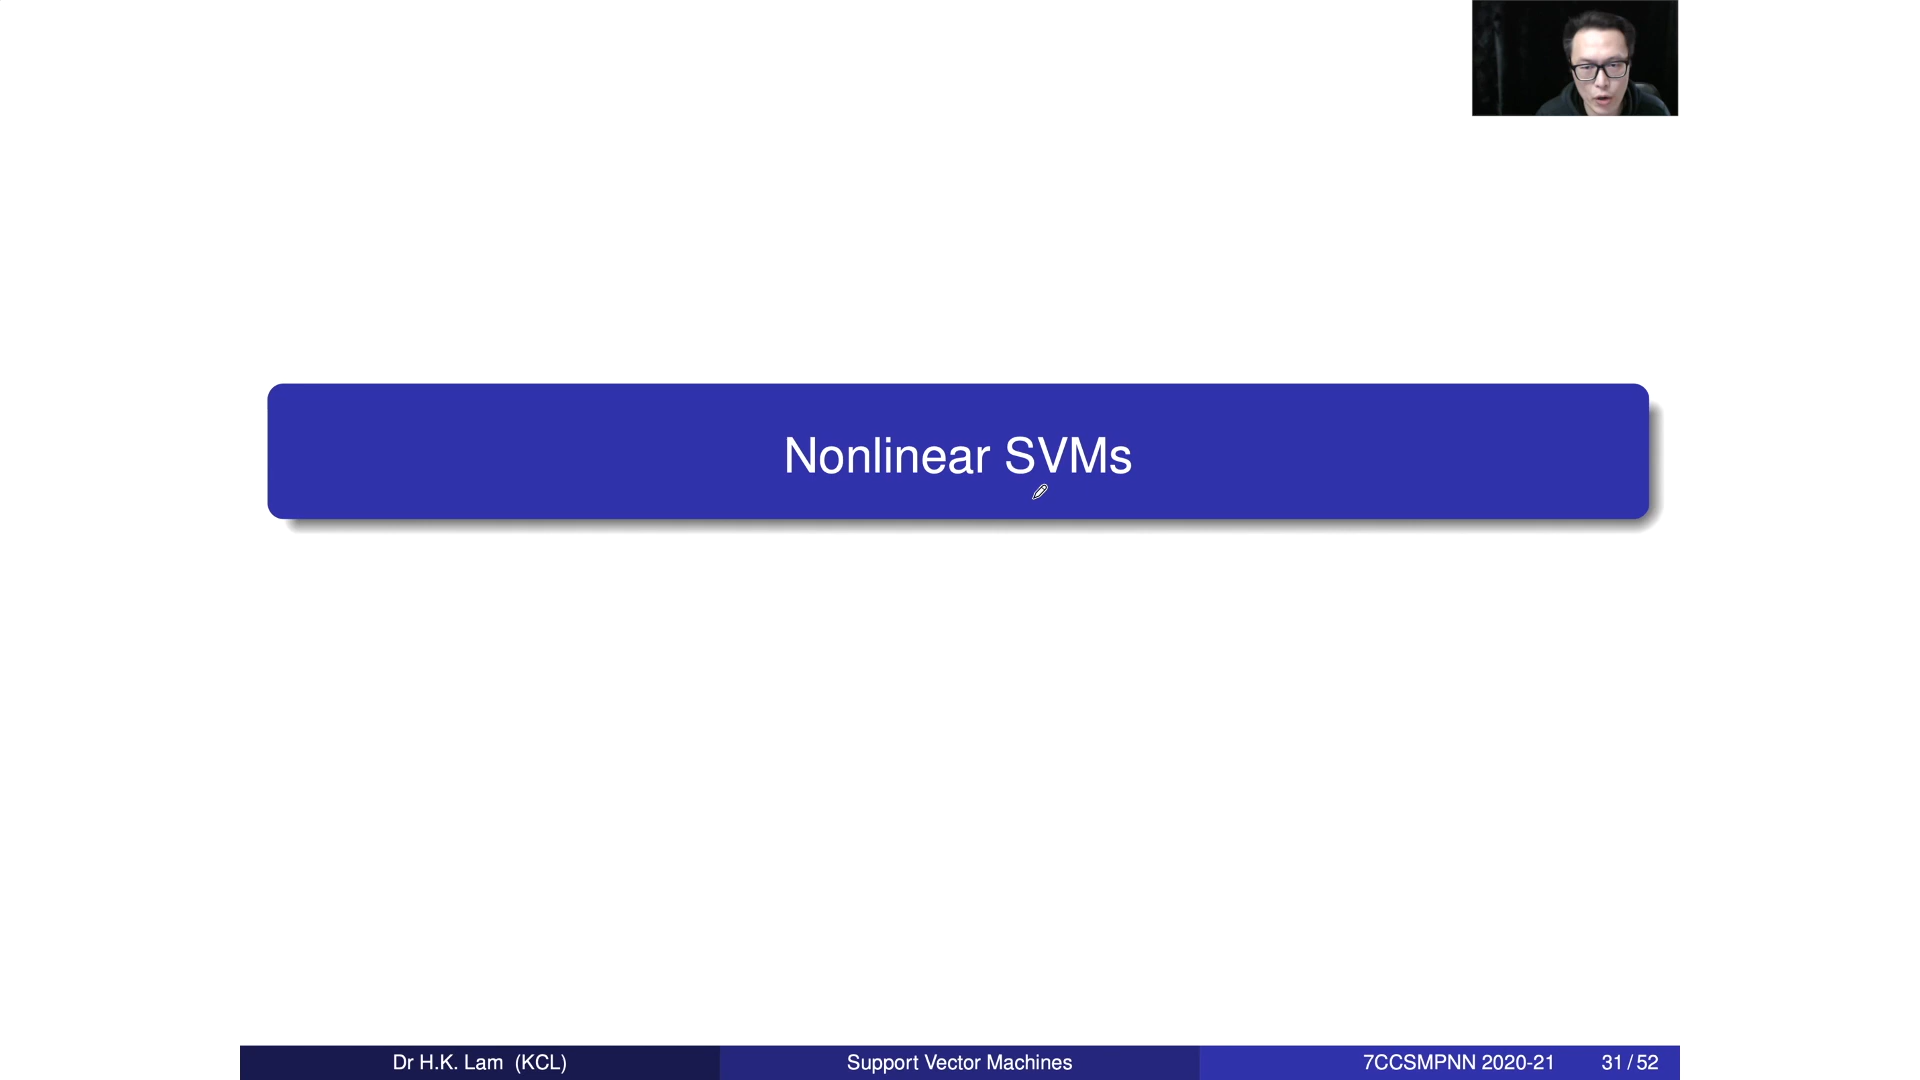 Nonlinear SVMs
Dr H.K. Lam (KCL)
Support Vector Machines
7CCSMPNN 2020-21
31 / 52